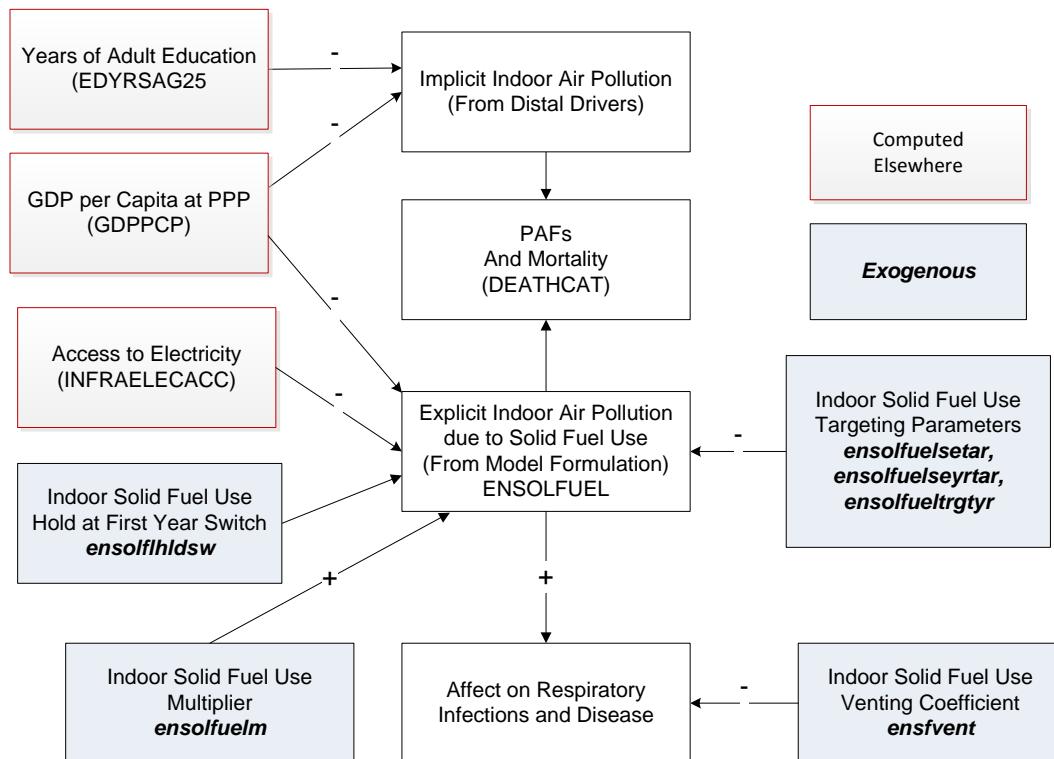 Years of Adult Education
(EDYRSAG25
-
Implicit Indoor Air Pollution
(From Distal Drivers)
-
GDP per Capita at PPP
(GDPPCP)
Computed
Elsewhere
PAFs
And Mortality
(DEATHCAT)
Exogenous
-
Access to Electricity
(INFRAELECACC)
-
Explicit Indoor Air Pollution
due to Solid Fuel Use
(From Model Formulation)
ENSOLFUEL
-
Indoor Solid Fuel Use
Targeting Parameters
ensolfuelsetar,
ensolfuelseyrtar,
ensolfueltrgtyr
Indoor Solid Fuel Use
Hold at First Year Switch
ensolflhldsw
+
+
Indoor Solid Fuel Use
Multiplier
ensolfuelm
Affect on Respiratory
Infections and Disease
-
Indoor Solid Fuel Use
Venting Coefficient
ensfvent